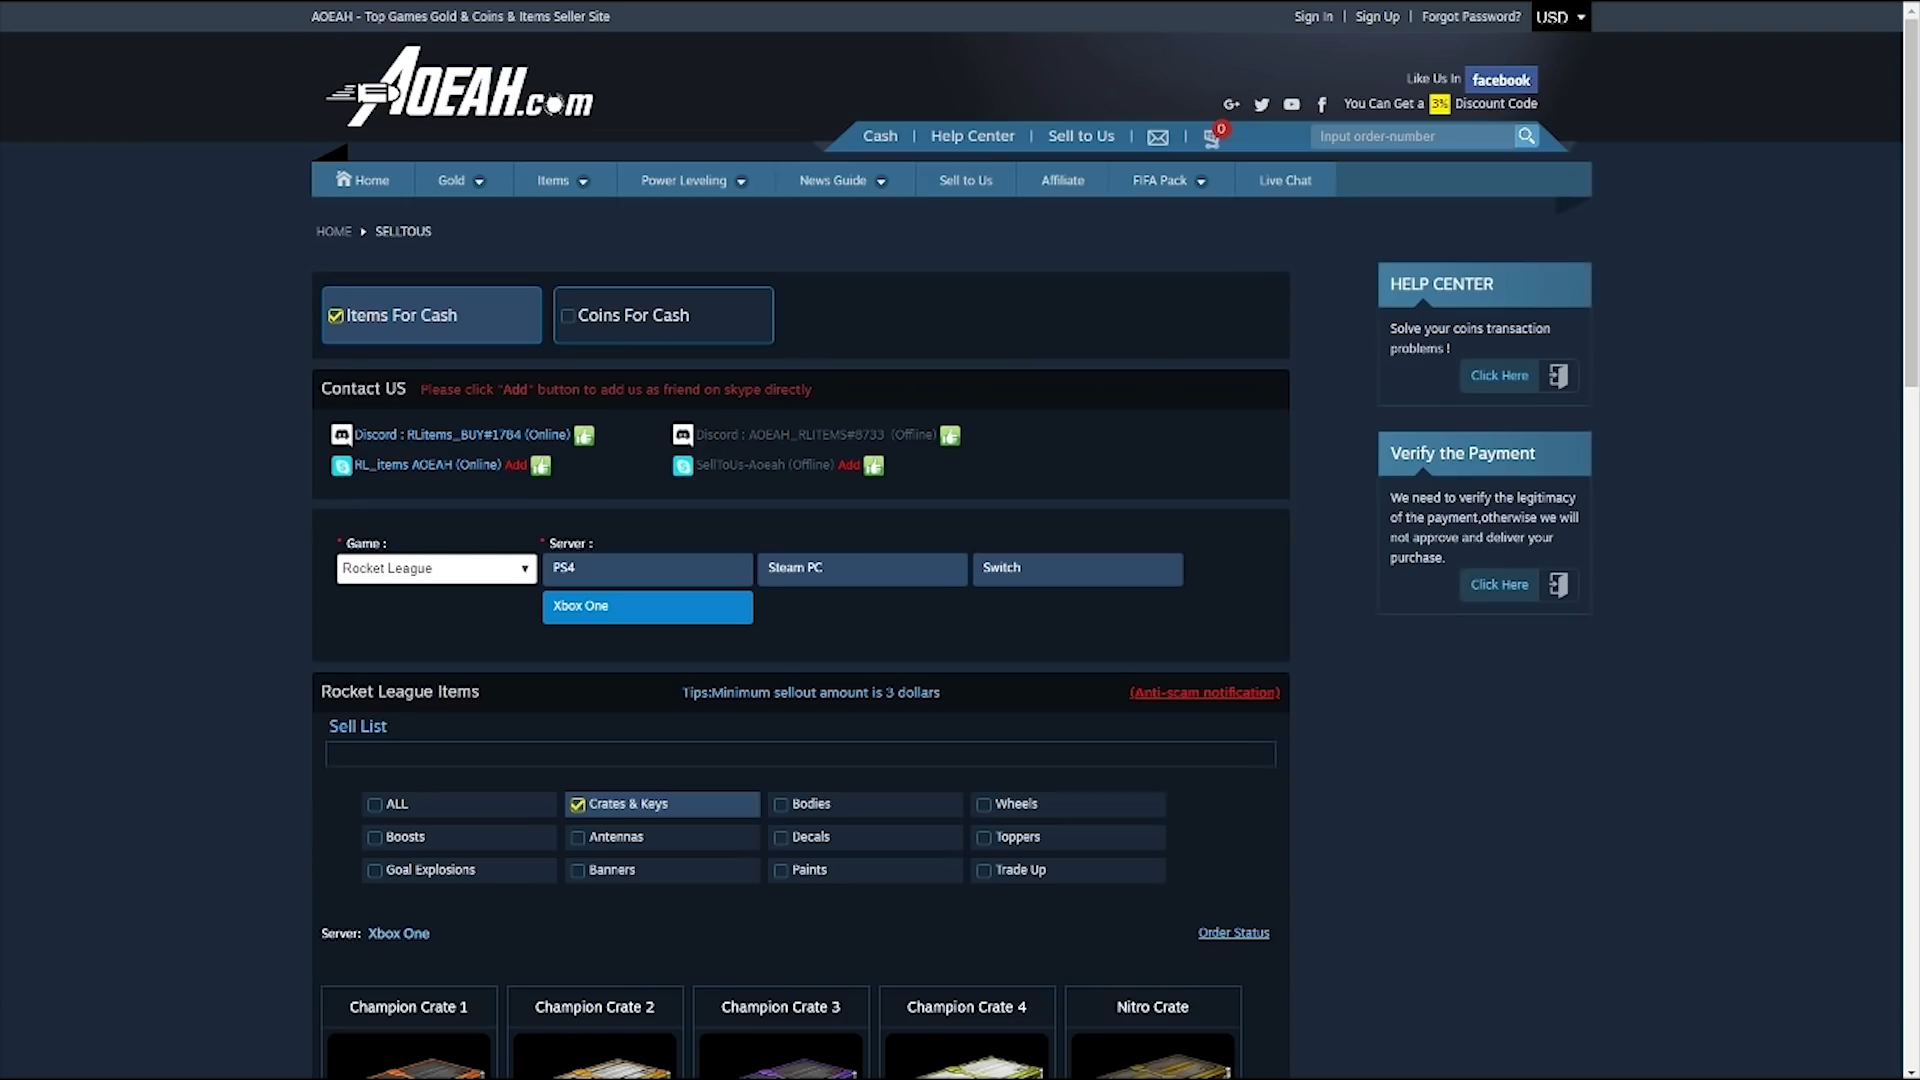 AOEAH - Top Games Gold & Coins & Items Seller Site
Sign In | Sign Up | Forgot Password? USD
AOEAH.com
Like Us In facebook
You Can Get a 3% Discount Code
Cash | Help Center | Sell to Us | | 0
Input order-number
Home Gold Items Power Leveling News Guide Sell to Us Affiliate FIFA Pack Live Chat
HOME SELLTOUS
Items For Cash Coins For Cash
Contact US Please click "Add" button to add us as friend on skype directly
Discord : RLitems_BUY#1764 (Online) Discord : AOEAH_RLITEMS#8733 (Offline)
RL_items AOEAH (Online) Add SellToUs-Aoeah (Offline) Add
* Game : * Server :
Rocket League PS4 Steam PC Switch
Xbox One
Rocket League Items Tips:Minimum sellout amount is 3 dollars (Anti-scam notification)
Sell List
ALL Crates & Keys Bodies Wheels
Boosts Antennas Decals Toppers
Goal Explosions Banners Paints Trade Up
Server: Xbox One Order Status
Champion Crate 1 Champion Crate 2 Champion Crate 3 Champion Crate 4 Nitro Crate
HELP CENTER
Solve your coins transaction
problems !
Click Here
Verify the Payment
We need to verify the legitimacy
of the payment,otherwise we will
not approve and deliver your
purchase.
Click Here